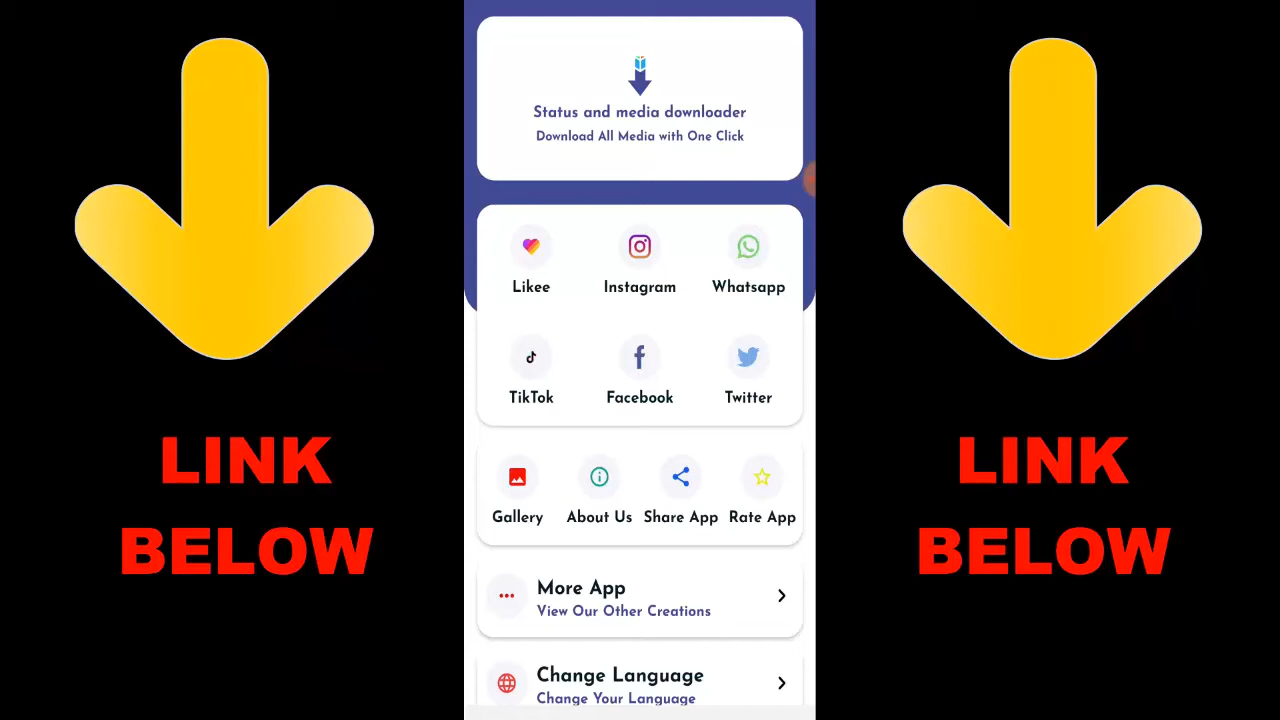 Status and media downloader
Download All Media with One Click
Likee
Instagram
Whatsapp
TikTok
Facebook
Twitter
Gallery
About Us
Share App
Rate App
More App
View Our Other Creations
Change Language
Change Your Language
LINK
BELOW
LINK
BELOW